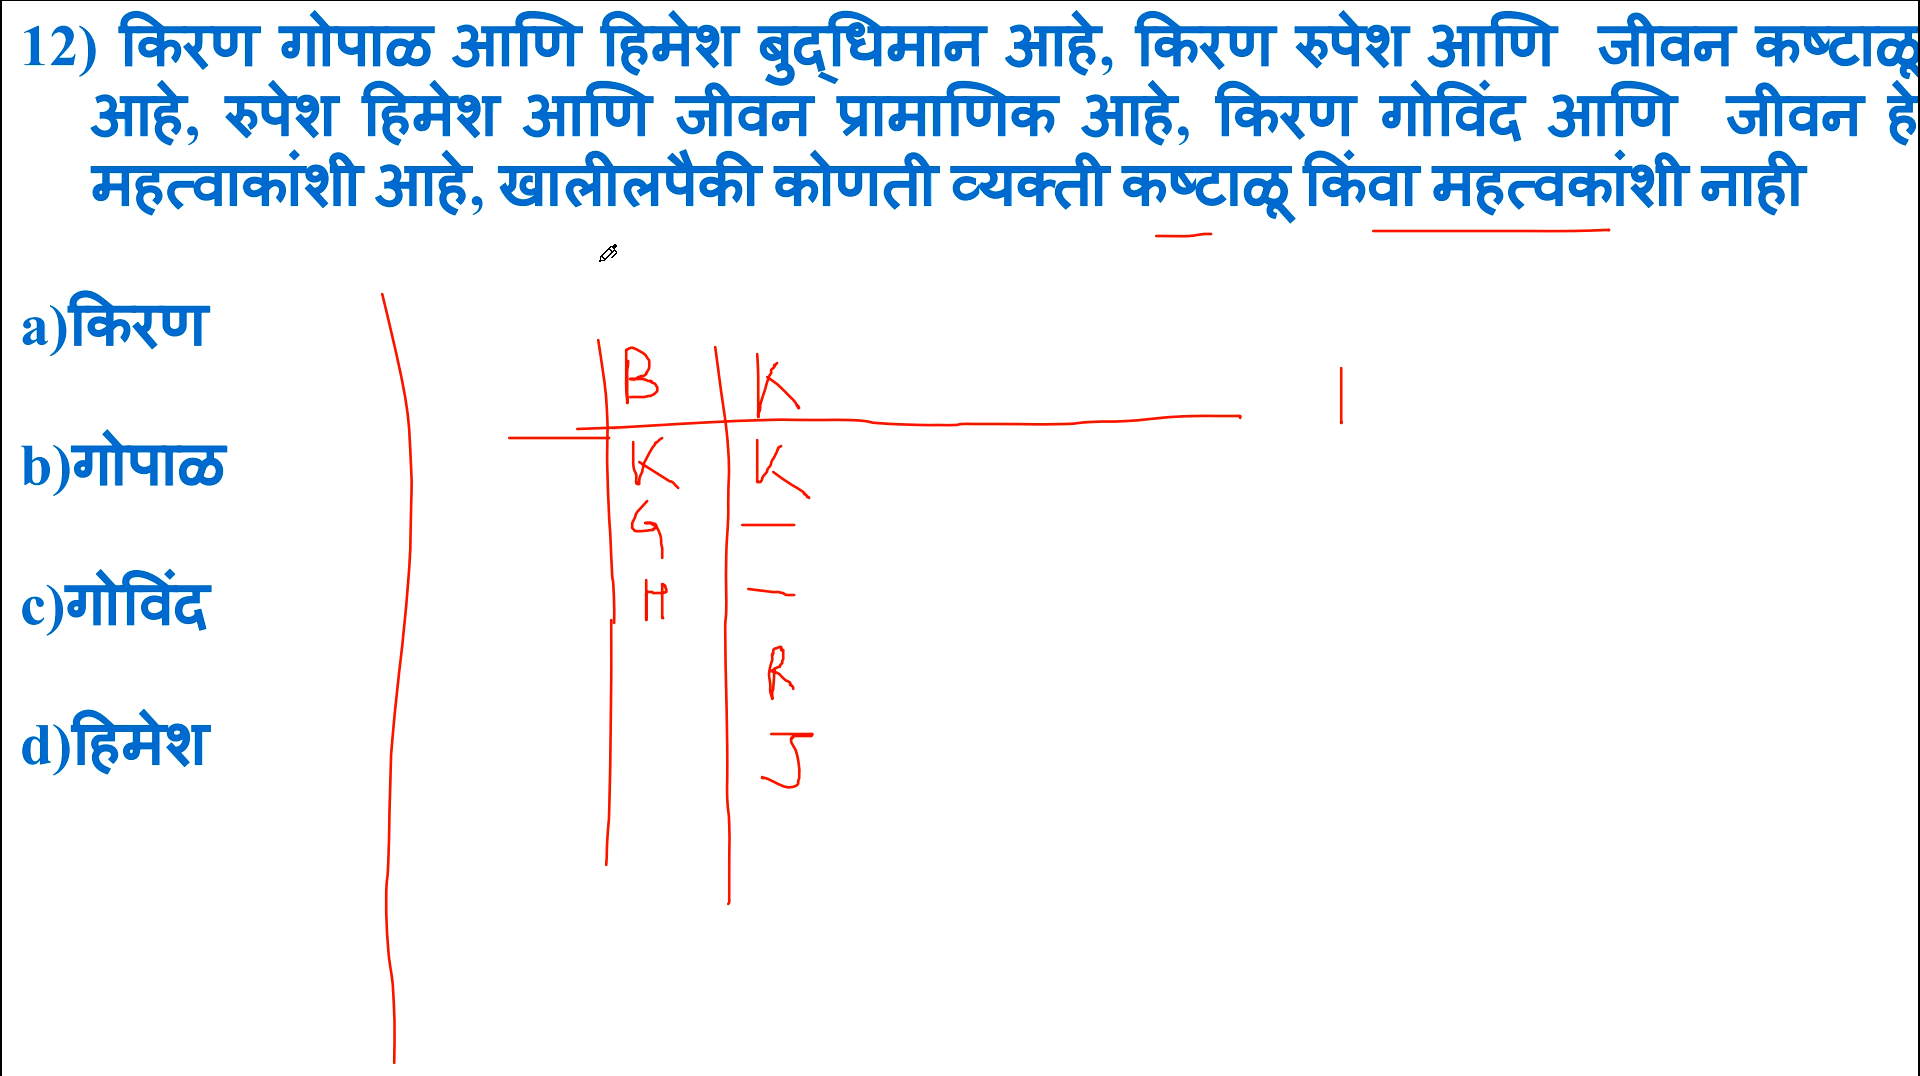 12) किरण गोपाळ आणि हिमेश बुद्धिमान आहे, किरण रुपेश आणि जीवन कष्टाळू
आहे, रुपेश हिमेश आणि जीवन प्रामाणिक आहे, किरण गोविंद आणि जीवन हे
महत्वाकांशी आहे, खालीलपैकी कोणती व्यक्ती कष्टाळू किंवा महत्वकांशी नाही
a)किरण
B K
b)गोपाळ
K K
G —
c)गोविंद
H —
R
d)हिमेश
J